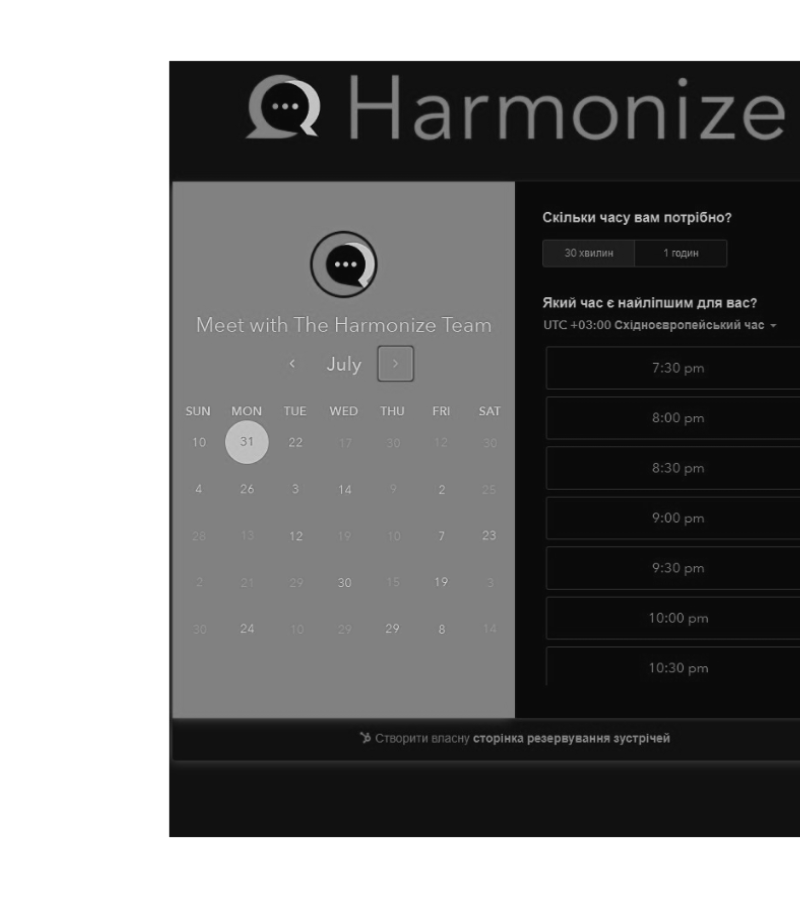 Harmonize
Meet with The Harmonize Team
‹ July ›
SUN MON TUE WED THU FRI SAT
10 31 22 17 30 12 30
4 26 3 14 9 2 25
28 13 12 19 10 7 23
2 21 29 30 15 19 3
30 24 10 29 29 8 14
Скільки часу вам потрібно?
30 хвилин 1 годин
Який час є найліпшим для вас?
UTC +03:00 Східноєвропейський час
7:30 pm
8:00 pm
8:30 pm
9:00 pm
9:30 pm
10:00 pm
10:30 pm
Створити власну сторінка резервування зустрічей